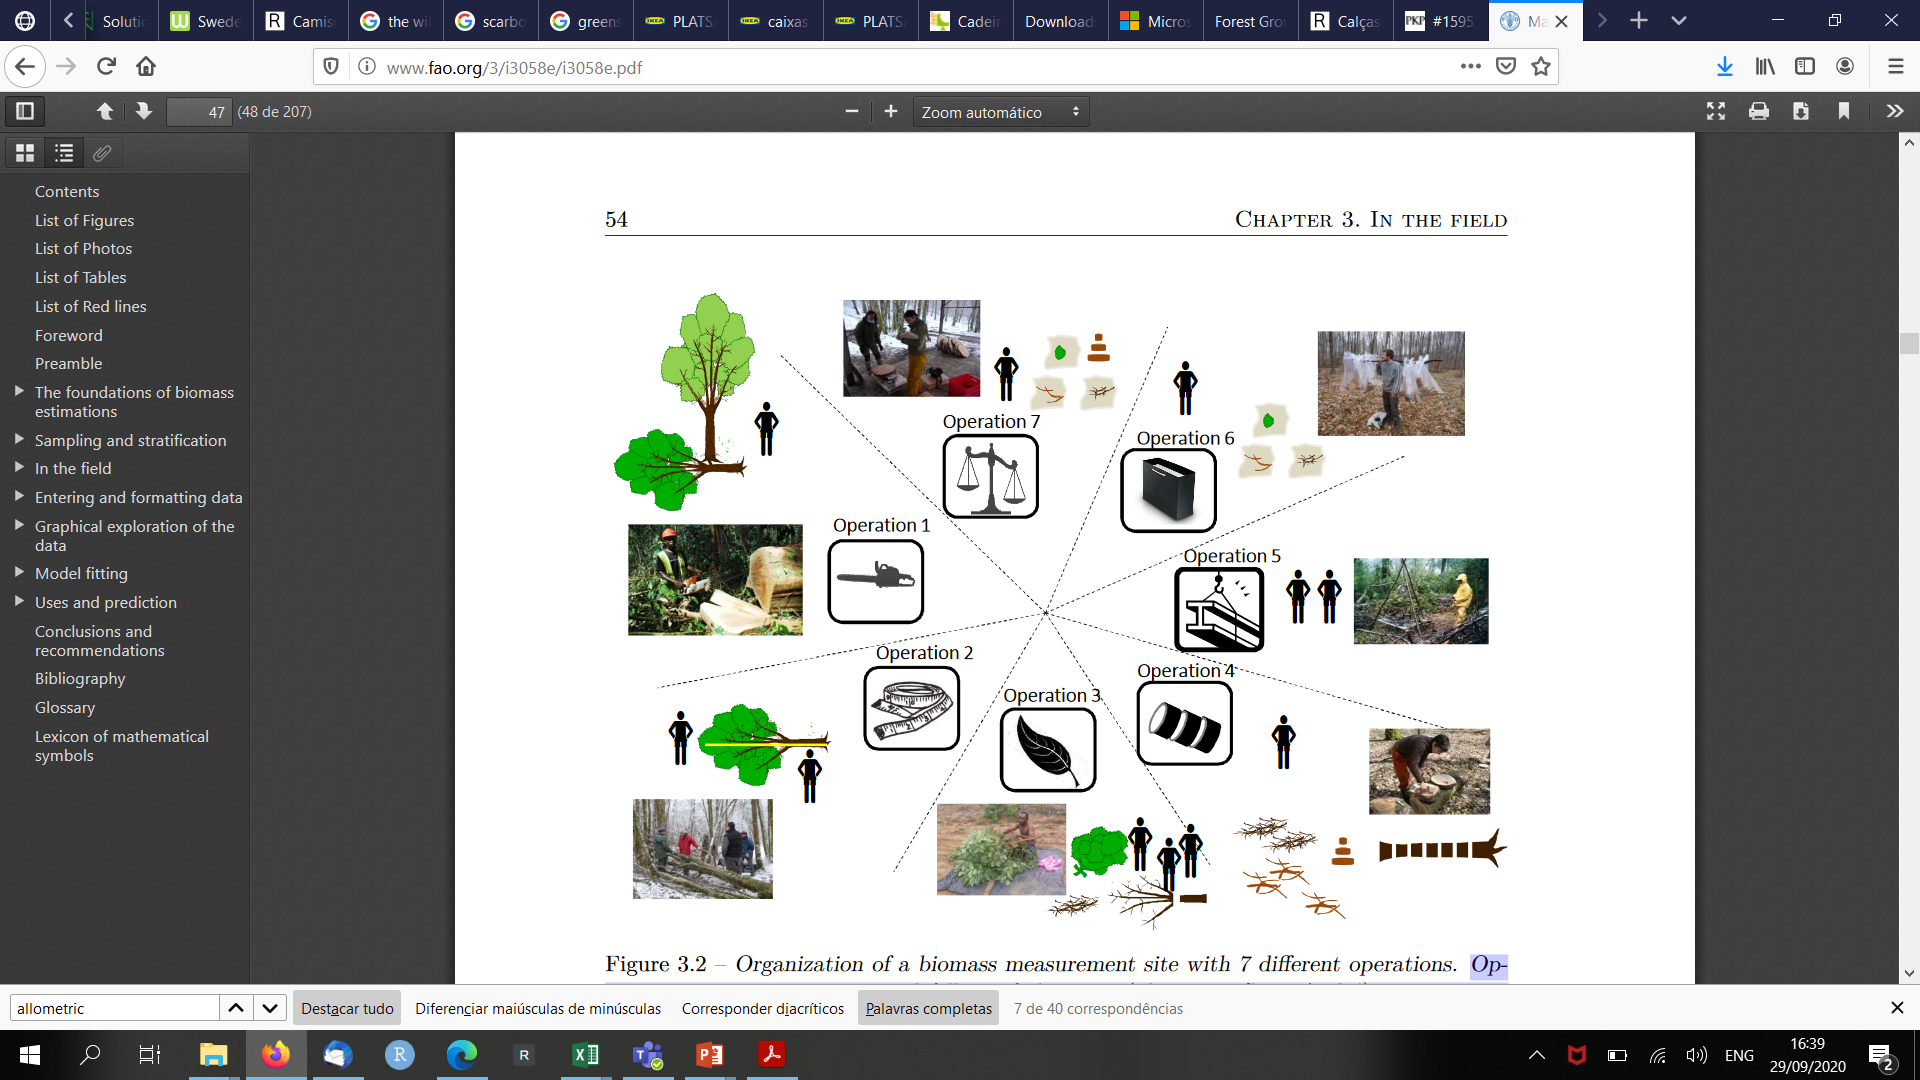 Soluti
Swede
Camis
the wil
scarbo
greens
PLATSA
caixas
PLATSA
Cadeir
Download
Micros
Forest Gro
Calças
#1595
Ma
www.fao.org/3/i3058e/i3058e.pdf
47 (48 de 207)
Zoom automático
Contents
List of Figures
List of Photos
List of Tables
List of Red lines
Foreword
Preamble
The foundations of biomass
estimations
Sampling and stratification
In the field
Entering and formatting data
Graphical exploration of the
data
Model fitting
Uses and prediction
Conclusions and
recommendations
Bibliography
Glossary
Lexicon of mathematical
symbols
54 Chapter 3. In the field
Operation 7
Operation 6
Operation 1
Operation 5
Operation 2
Operation 4
Operation 3
Figure 3.2 – Organization of a biomass measurement site with 7 different operations. Op-
allometric Destacar tudo Diferenciar maiúsculas de minúsculas Corresponder diacríticos Palavras completas 7 de 40 correspondências
ENG
16:39
29/09/2020
2